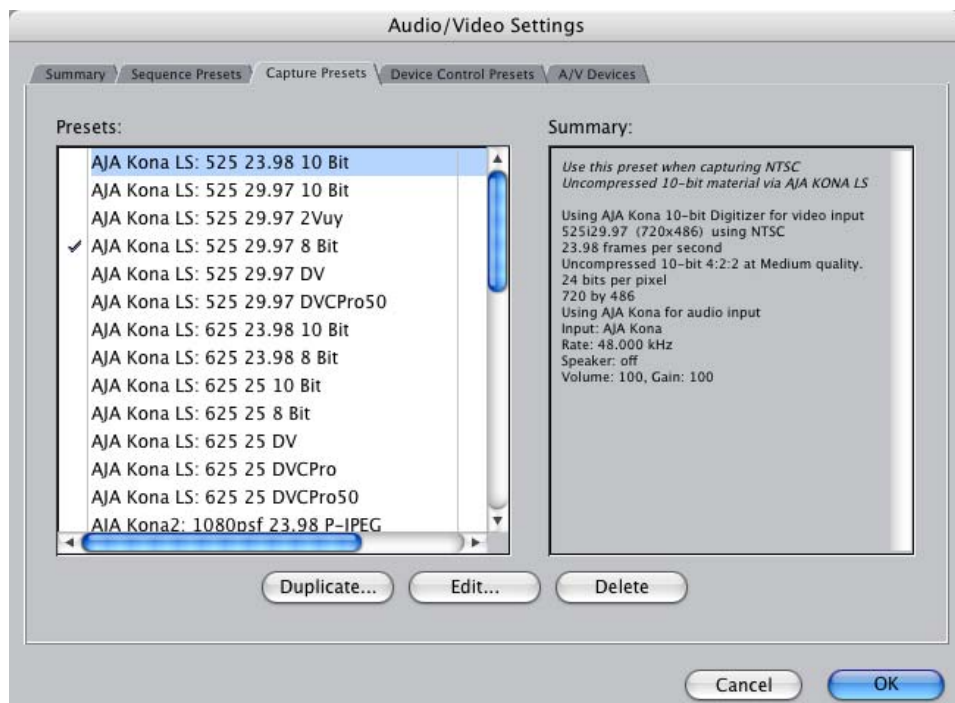 Audio/Video Settings
Summary
Sequence Presets
Capture Presets
Device Control Presets
A/V Devices
Presets:
AJA Kona LS: 525 23.98 10 Bit
AJA Kona LS: 525 29.97 10 Bit
AJA Kona LS: 525 29.97 2Vuy
AJA Kona LS: 525 29.97 8 Bit
AJA Kona LS: 525 29.97 DV
AJA Kona LS: 525 29.97 DVCPro50
AJA Kona LS: 625 23.98 10 Bit
AJA Kona LS: 625 23.98 8 Bit
AJA Kona LS: 625 25 10 Bit
AJA Kona LS: 625 25 8 Bit
AJA Kona LS: 625 25 DV
AJA Kona LS: 625 25 DVCPro
AJA Kona LS: 625 25 DVCPro50
AJA Kona2: 1080psf 23.98 P-JPEG
Summary:
Use this preset when capturing NTSC
Uncompressed 10-bit material via AJA KONA LS
Using AJA Kona 10-bit Digitizer for video input
525i29.97 (720x486) using NTSC
23.98 frames per second
Uncompressed 10-bit 4:2:2 at Medium quality.
24 bits per pixel
720 by 486
Using AJA Kona for audio input
Input: AJA Kona
Rate: 48.000 kHz
Speaker: off
Volume: 100, Gain: 100
Duplicate...
Edit...
Delete
Cancel
OK